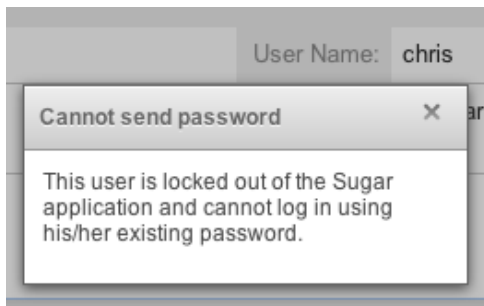 User Name: chris
Cannot send password
This user is locked out of the Sugar
application and cannot log in using
his/her existing password.